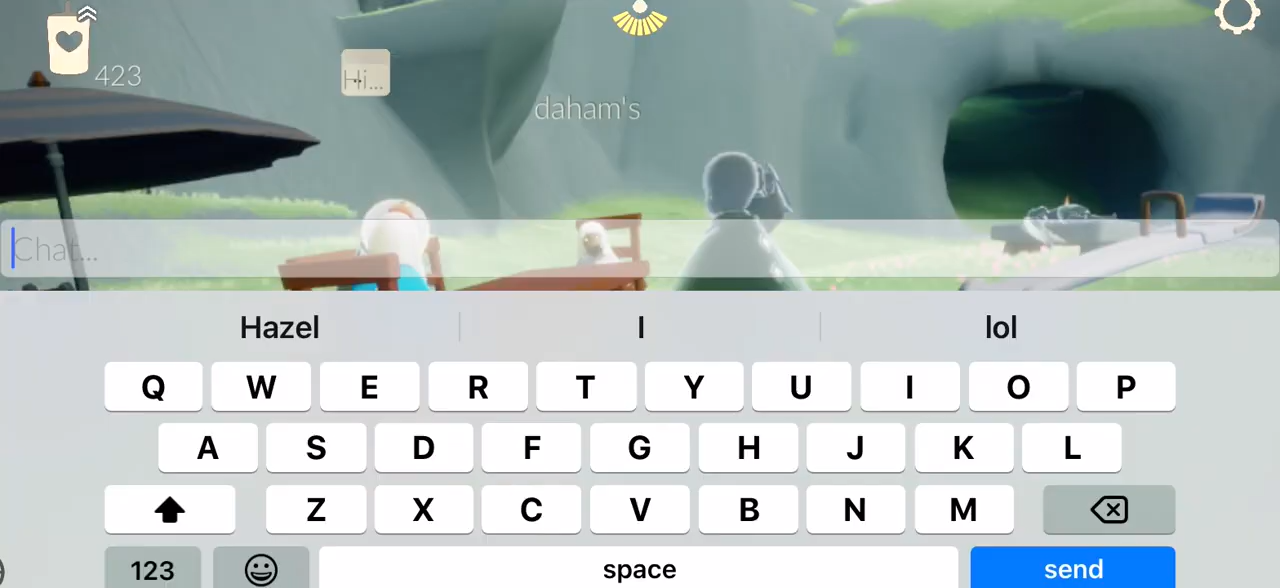 423
Hi...
daham's
Chat...
Hazel I lol
Q W E R T Y U I O P
A S D F G H J K L
Z X C V B N M
123 space send